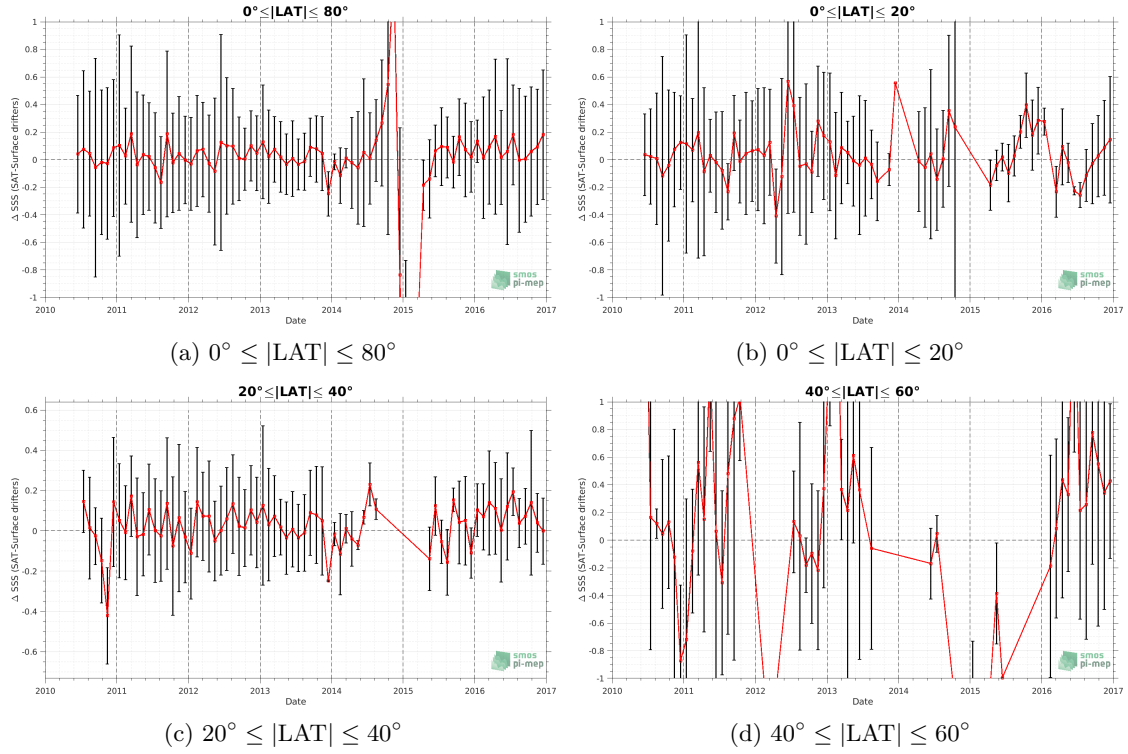 0°≤|LAT|≤ 80°
Δ SSS (SAT-Surface drifters)
1
0.8
0.6
0.4
0.2
0
-0.2
-0.4
-0.6
-0.8
-1
2010 2011 2012 2013 2014 2015 2016 2017
Date
smos
pi-mep
(a) 0° ≤ |LAT| ≤ 80°
0°≤|LAT|≤ 20°
Δ SSS (SAT-Surface drifters)
1
0.8
0.6
0.4
0.2
0
-0.2
-0.4
-0.6
-0.8
-1
2010 2011 2012 2013 2014 2015 2016 2017
Date
smos
pi-mep
(b) 0° ≤ |LAT| ≤ 20°
20°≤|LAT|≤ 40°
Δ SSS (SAT-Surface drifters)
0.6
0.4
0.2
0
-0.2
-0.4
-0.6
2010 2011 2012 2013 2014 2015 2016 2017
Date
smos
pi-mep
(c) 20° ≤ |LAT| ≤ 40°
40°≤|LAT|≤ 60°
Δ SSS (SAT-Surface drifters)
1
0.8
0.6
0.4
0.2
0
-0.2
-0.4
-0.6
-0.8
-1
2010 2011 2012 2013 2014 2015 2016 2017
Date
smos
pi-mep
(d) 40° ≤ |LAT| ≤ 60°